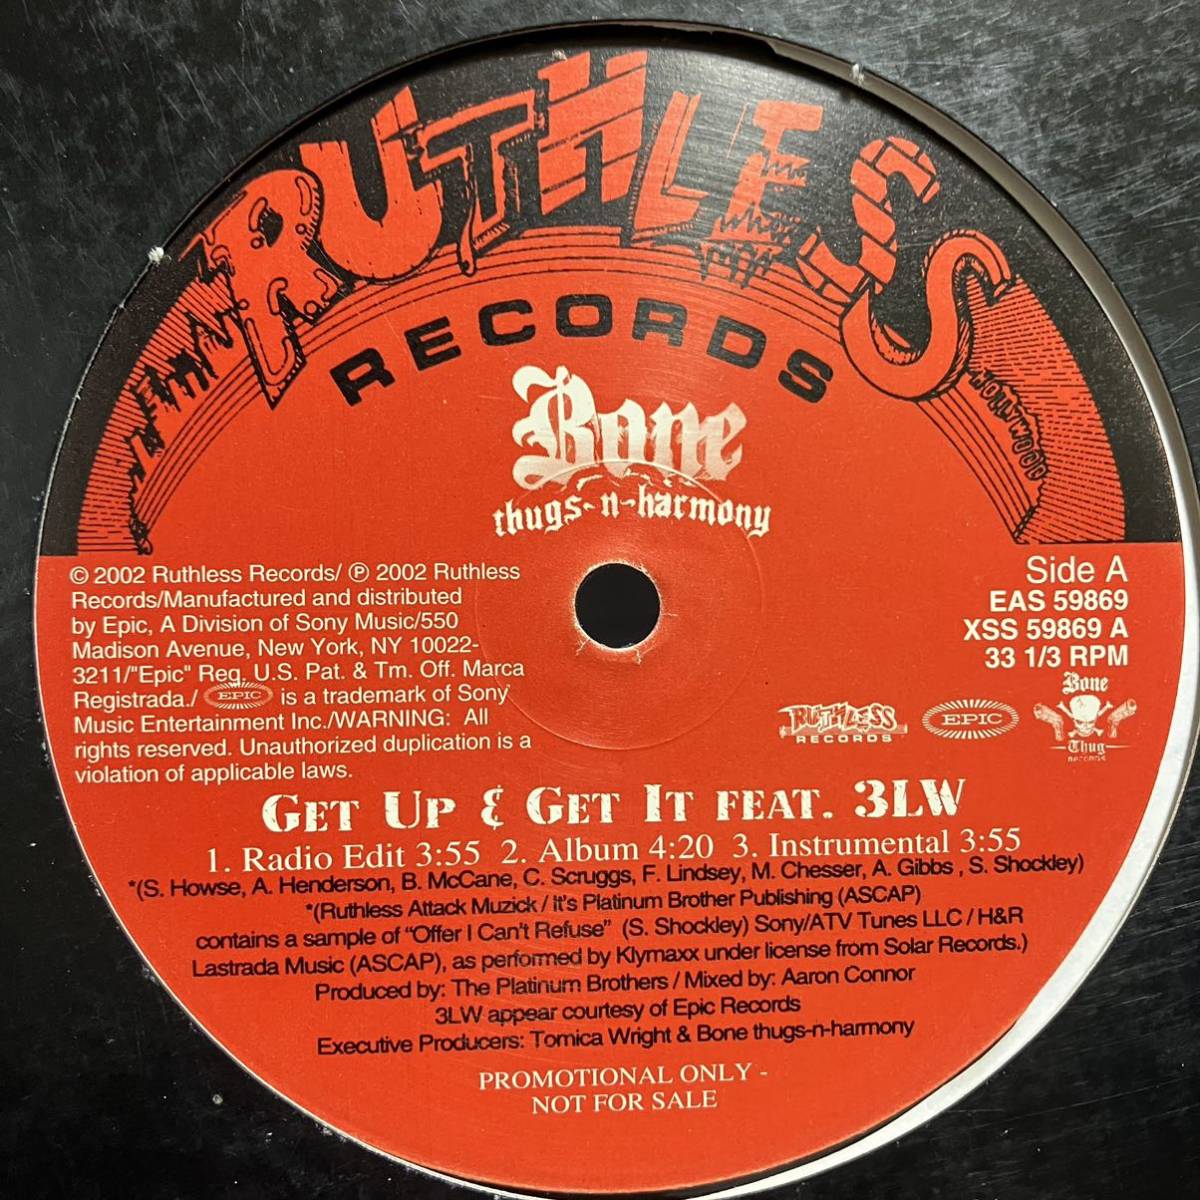 RUTHLESS
RECORDS
HOLLYWOOD
Bone
thugs-n-harmony
© 2002 Ruthless Records/ ℗ 2002 Ruthless
Records/Manufactured and distributed
by Epic, A Division of Sony Music/550
Madison Avenue, New York, NY 10022-
3211/"Epic" Reg. U.S. Pat. & Tm. Off. Marca
Registrada./ EPIC is a trademark of Sony
Music Entertainment Inc./WARNING: All
rights reserved. Unauthorized duplication is a
violation of applicable laws.
Side A
EAS 59869
XSS 59869 A
33 1/3 RPM
RUTHLESS
RECORDS
EPIC
Bone
Thug
RECORDS
GET UP & GET IT FEAT. 3LW
1. Radio Edit 3:55 2. Album 4:20 3. Instrumental 3:55
*(S. Howse, A. Henderson, B. McCane, C. Scruggs, F. Lindsey, M. Chesser, A. Gibbs , S. Shockley)
*(Ruthless Attack Muzick / It's Platinum Brother Publishing (ASCAP)
contains a sample of "Offer I Can't Refuse" (S. Shockley) Sony/ATV Tunes LLC / H&R
Lastrada Music (ASCAP), as performed by Klymaxx under license from Solar Records.)
Produced by: The Platinum Brothers / Mixed by: Aaron Connor
3LW appear courtesy of Epic Records
Executive Producers: Tomica Wright & Bone thugs-n-harmony
PROMOTIONAL ONLY -
NOT FOR SALE